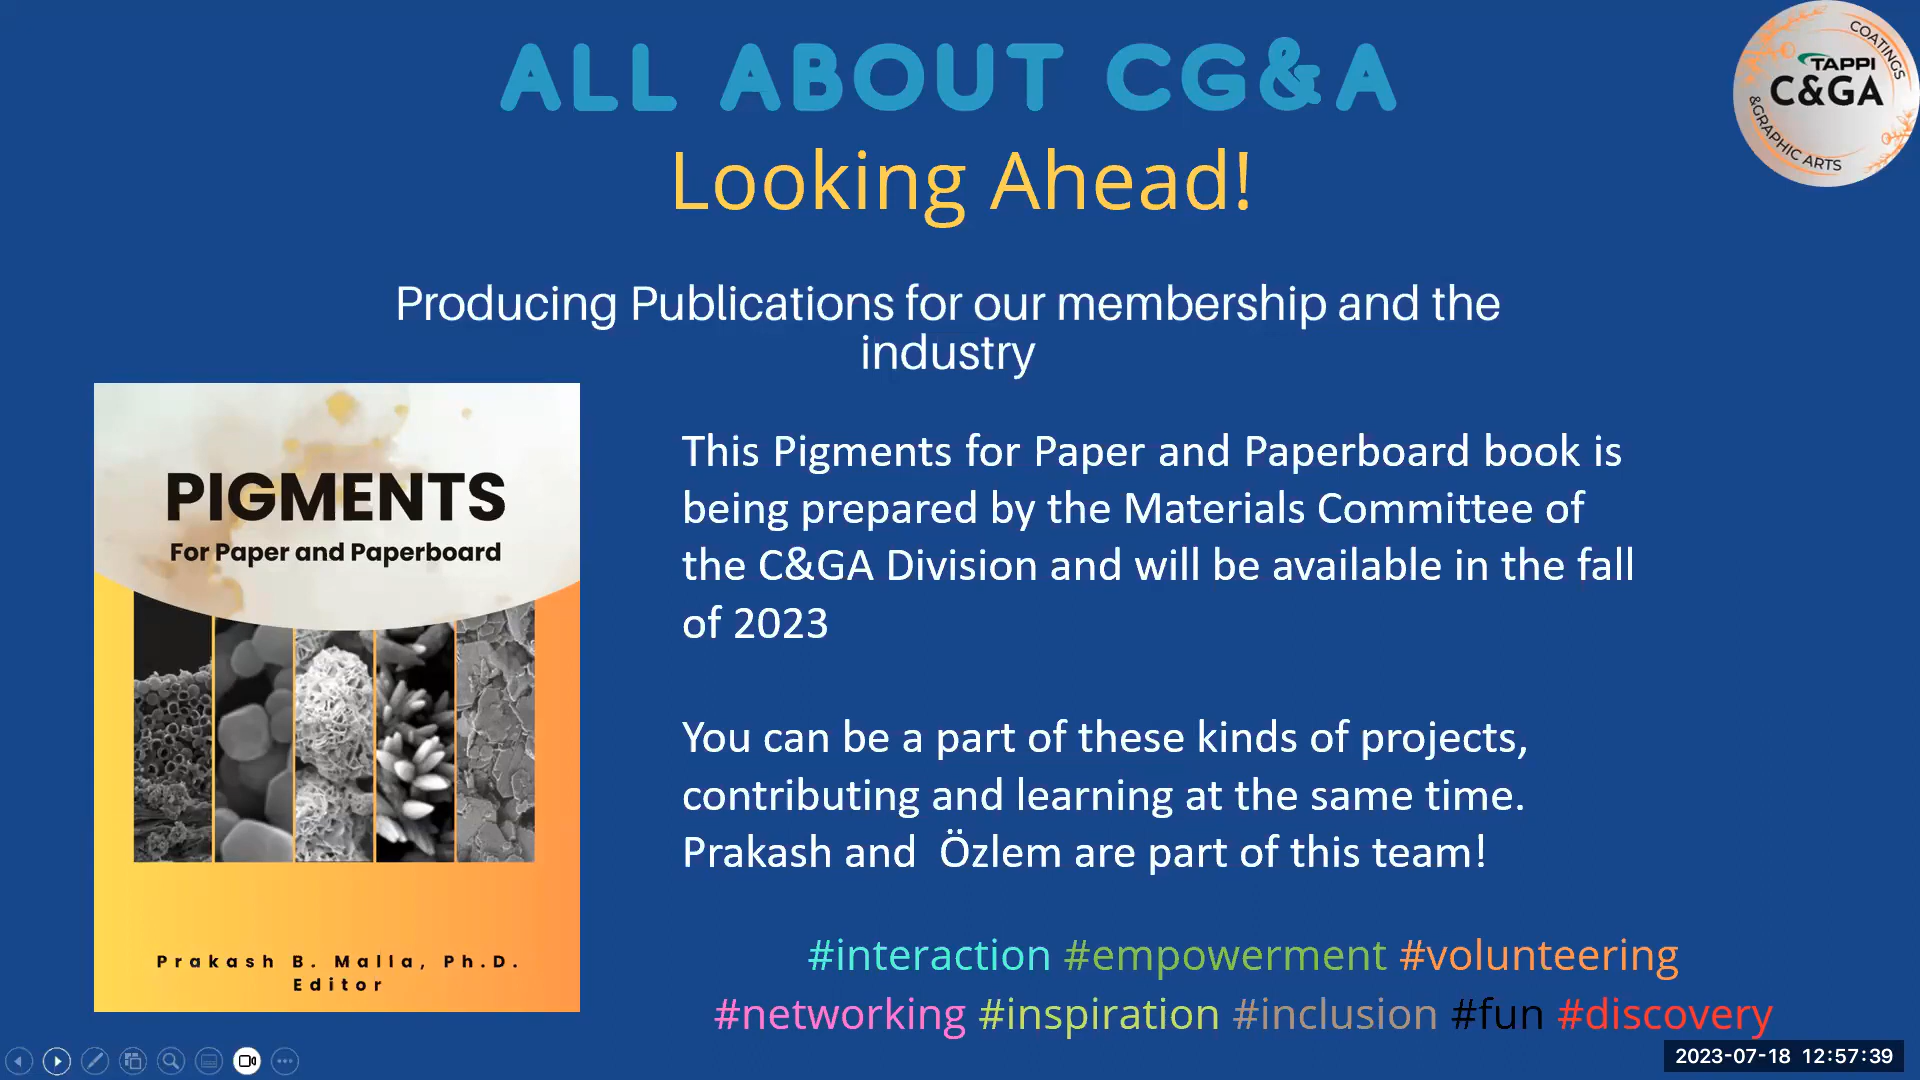 ALL ABOUT CG&A
COATINGS
TAPPI
C&GA
&GRAPHIC ARTS
Looking Ahead!
Producing Publications for our membership and the
industry
PIGMENTS
For Paper and Paperboard
Prakash B. Malla, Ph.D.
Editor
This Pigments for Paper and Paperboard book is
being prepared by the Materials Committee of
the C&GA Division and will be available in the fall
of 2023
You can be a part of these kinds of projects,
contributing and learning at the same time.
Prakash and Özlem are part of this team!
#interaction #empowerment #volunteering
#networking #inspiration #inclusion #fun #discovery
2023-07-18 12:57:39